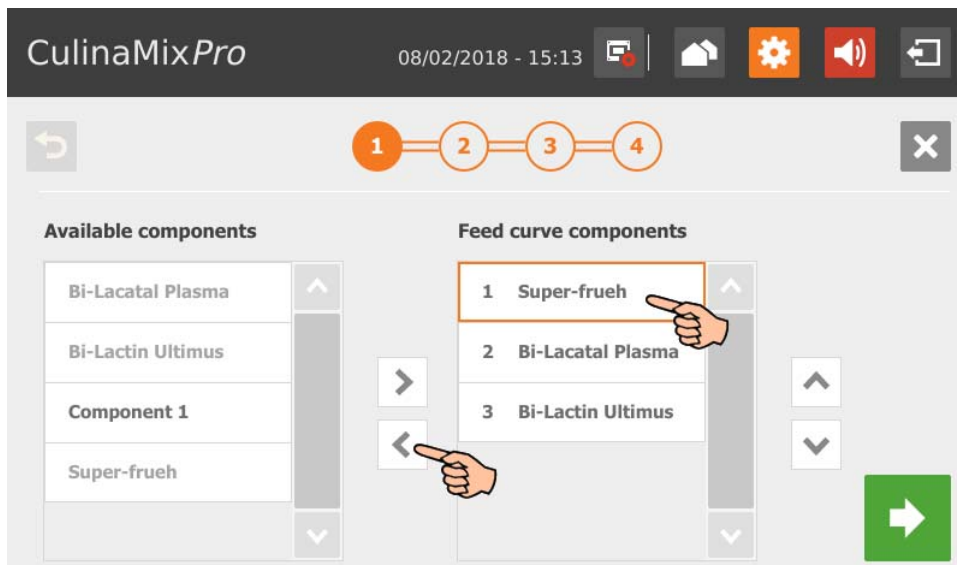 CulinaMixPro
08/02/2018 - 15:13
1 2 3 4
Available components
Bi-Lacatal Plasma
Bi-Lactin Ultimus
Component 1
Super-frueh
Feed curve components
1 Super-frueh
2 Bi-Lacatal Plasma
3 Bi-Lactin Ultimus